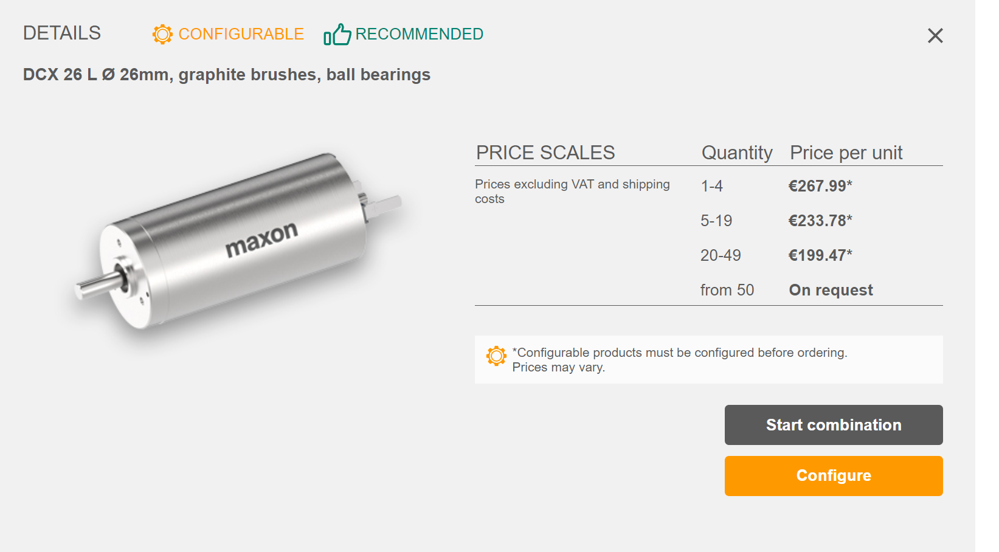 DETAILS
CONFIGURABLE
RECOMMENDED
DCX 26 L Ø 26mm, graphite brushes, ball bearings
maxon
PRICE SCALES Quantity Price per unit
Prices excluding VAT and shipping
costs
1-4 €267.99*
5-19 €233.78*
20-49 €199.47*
from 50 On request
*Configurable products must be configured before ordering.
Prices may vary.
Start combination
Configure